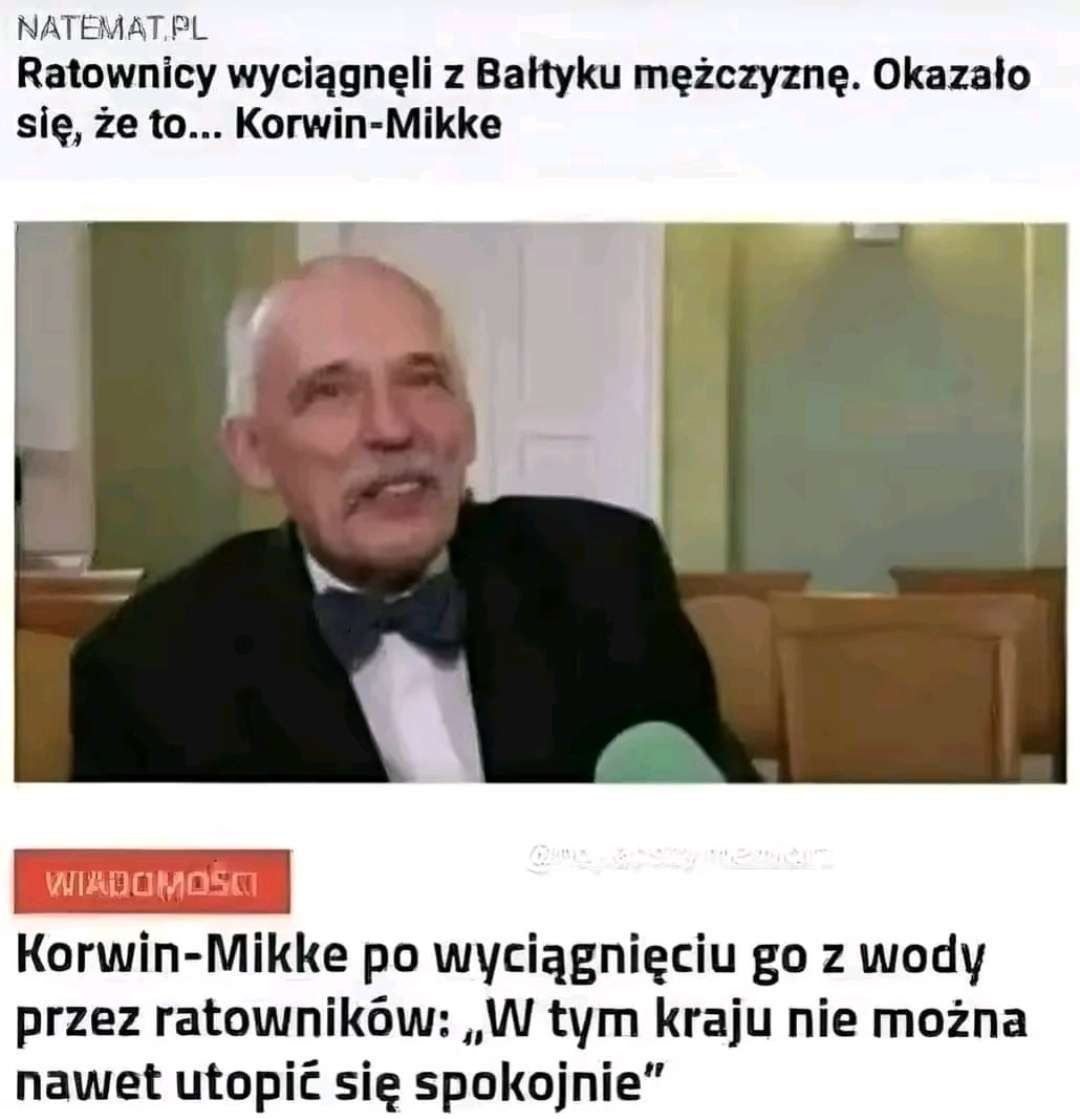 NATEMAT.PL
Ratownicy wyciągnęli z Bałtyku mężczyznę. Okazało
się, że to... Korwin-Mikke
WIADOMOŚCI
Korwin-Mikke po wyciągnięciu go z wody
przez ratowników: „W tym kraju nie można
nawet utopić się spokojnie”